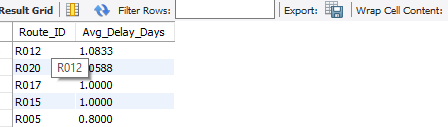 Result Grid Filter Rows: Export: Wrap Cell Content:
Route_ID Avg_Delay_Days
R012 1.0833
R020 .0588
R012
R017 1.0000
R015 1.0000
R005 0.8000